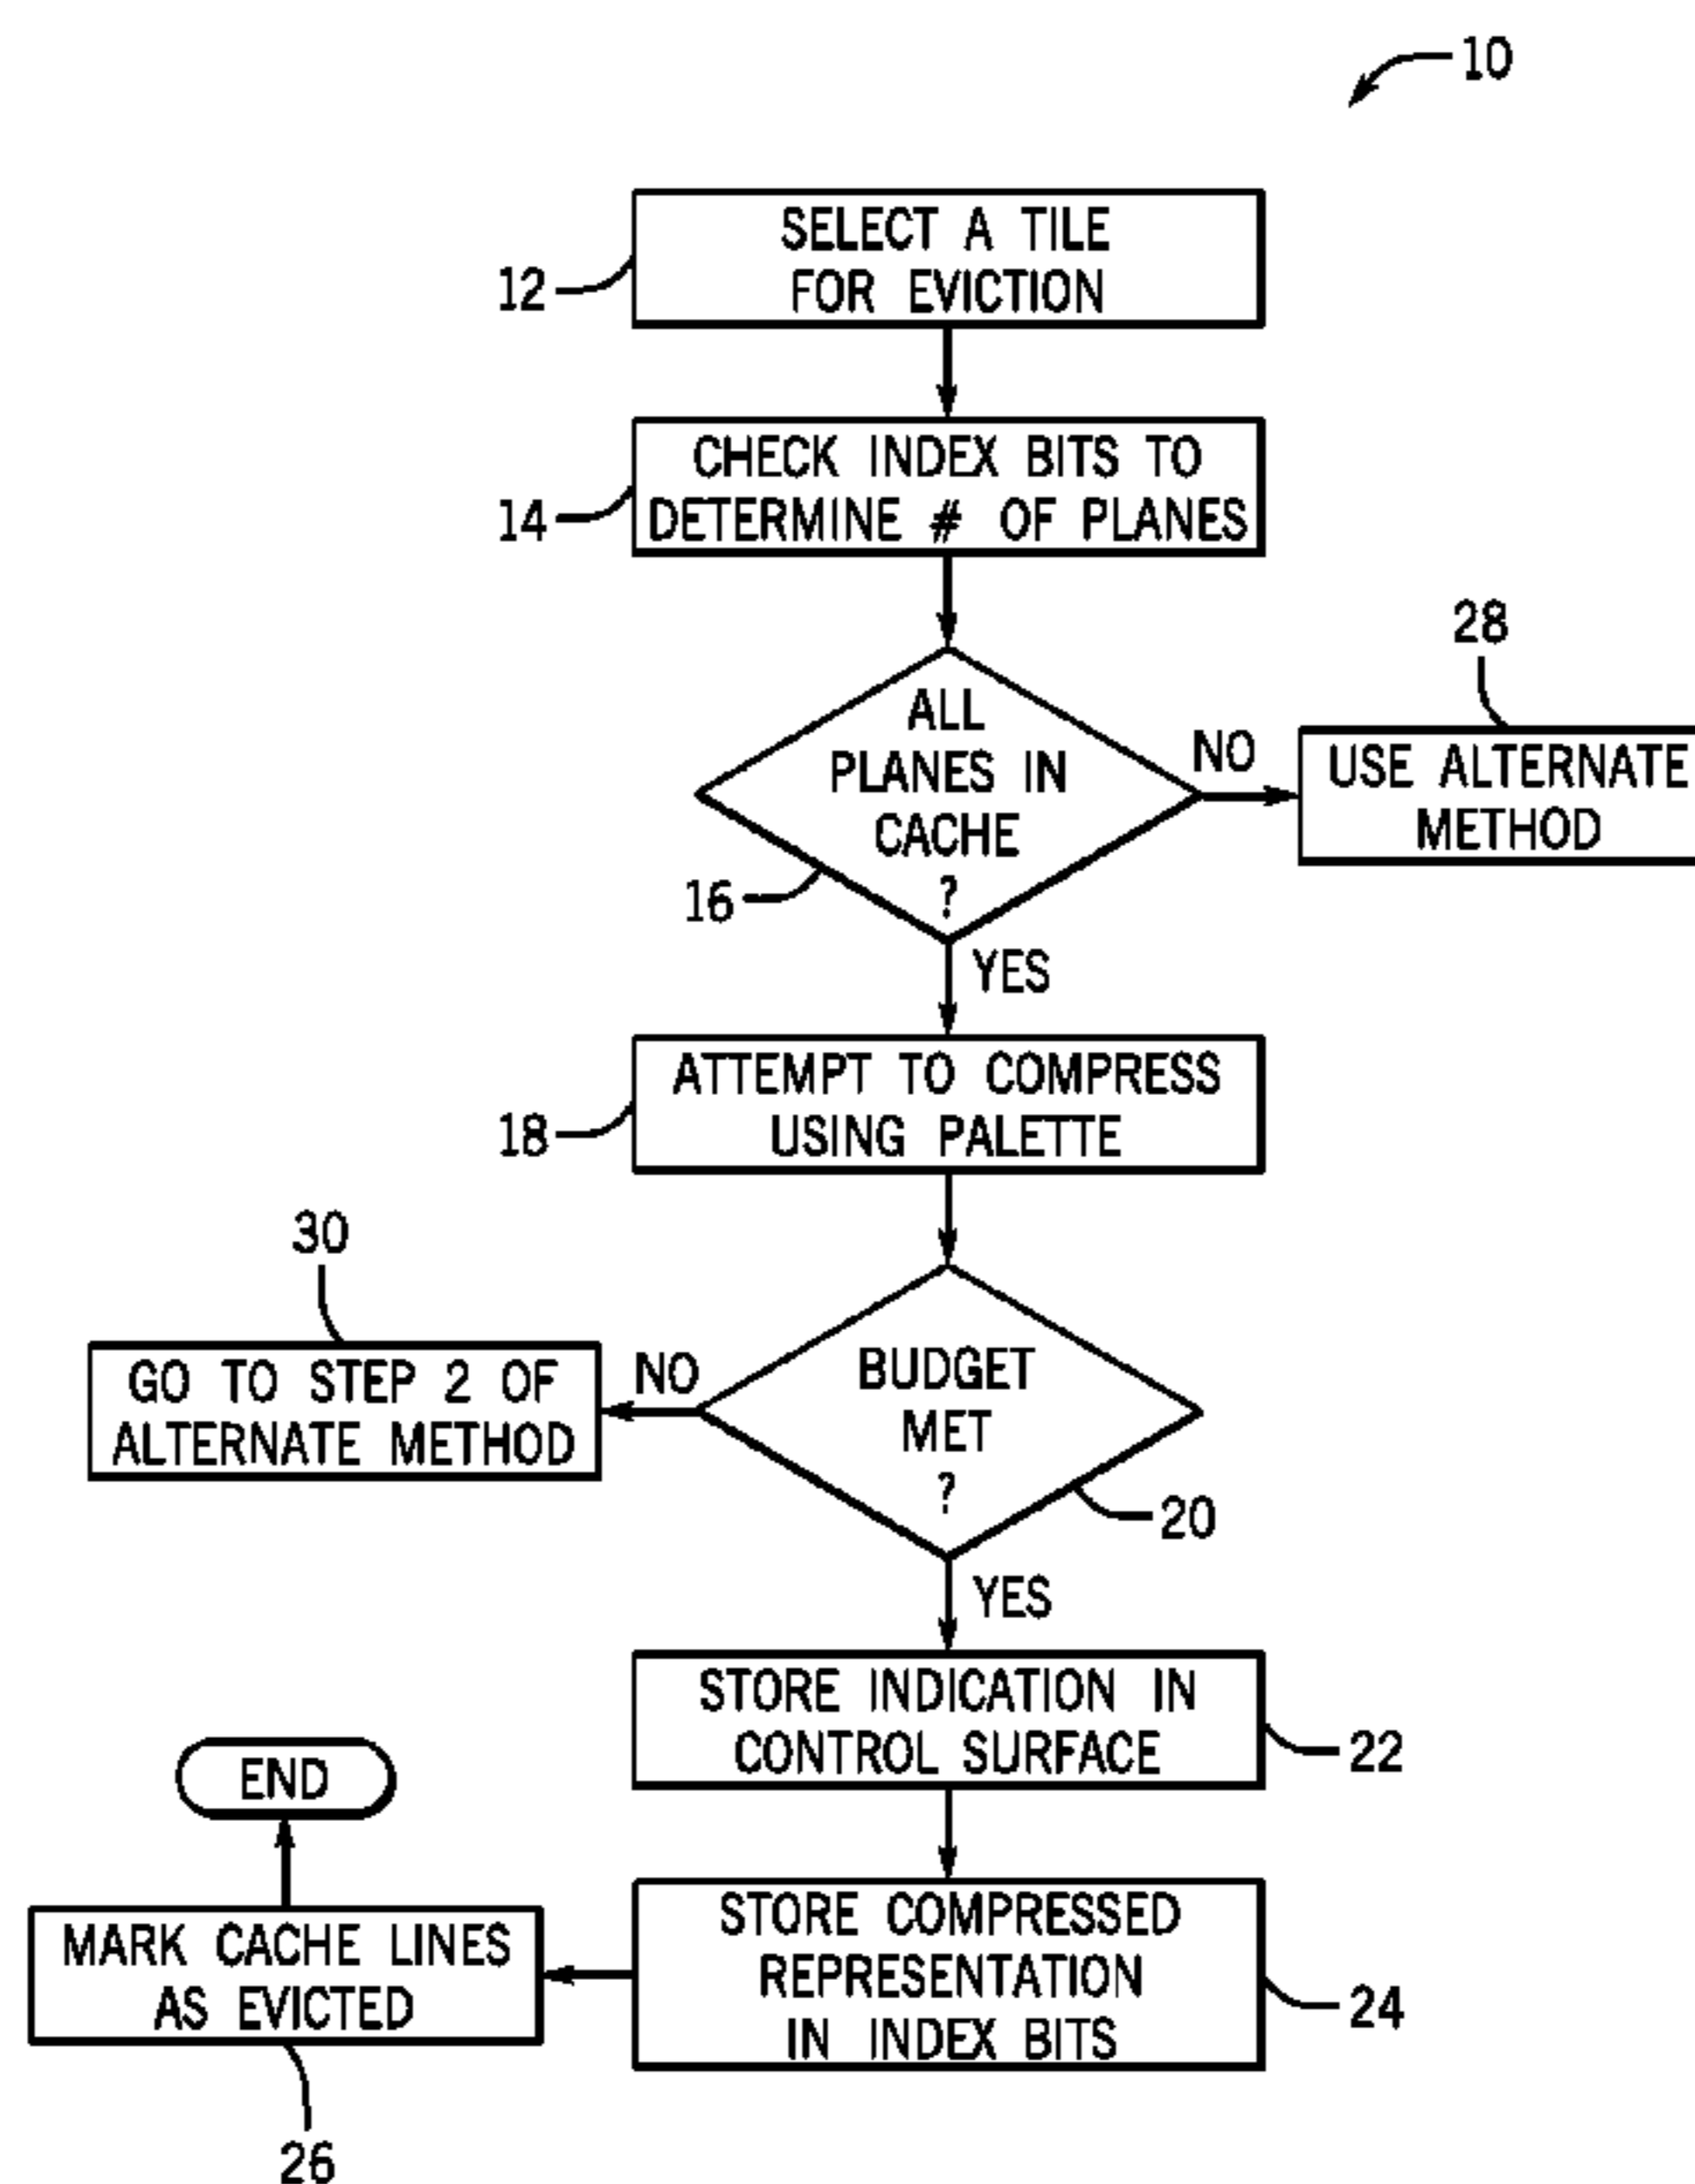 10
SELECT A TILE
FOR EVICTION
12
CHECK INDEX BITS TO
DETERMINE # OF PLANES
14
ALL
PLANES IN
CACHE
?
16
NO
28
USE ALTERNATE
METHOD
YES
ATTEMPT TO COMPRESS
USING PALETTE
18
30
GO TO STEP 2 OF
ALTERNATE METHOD
NO
BUDGET
MET
?
20
YES
STORE INDICATION IN
CONTROL SURFACE
22
STORE COMPRESSED
REPRESENTATION
IN INDEX BITS
24
MARK CACHE LINES
AS EVICTED
26
END